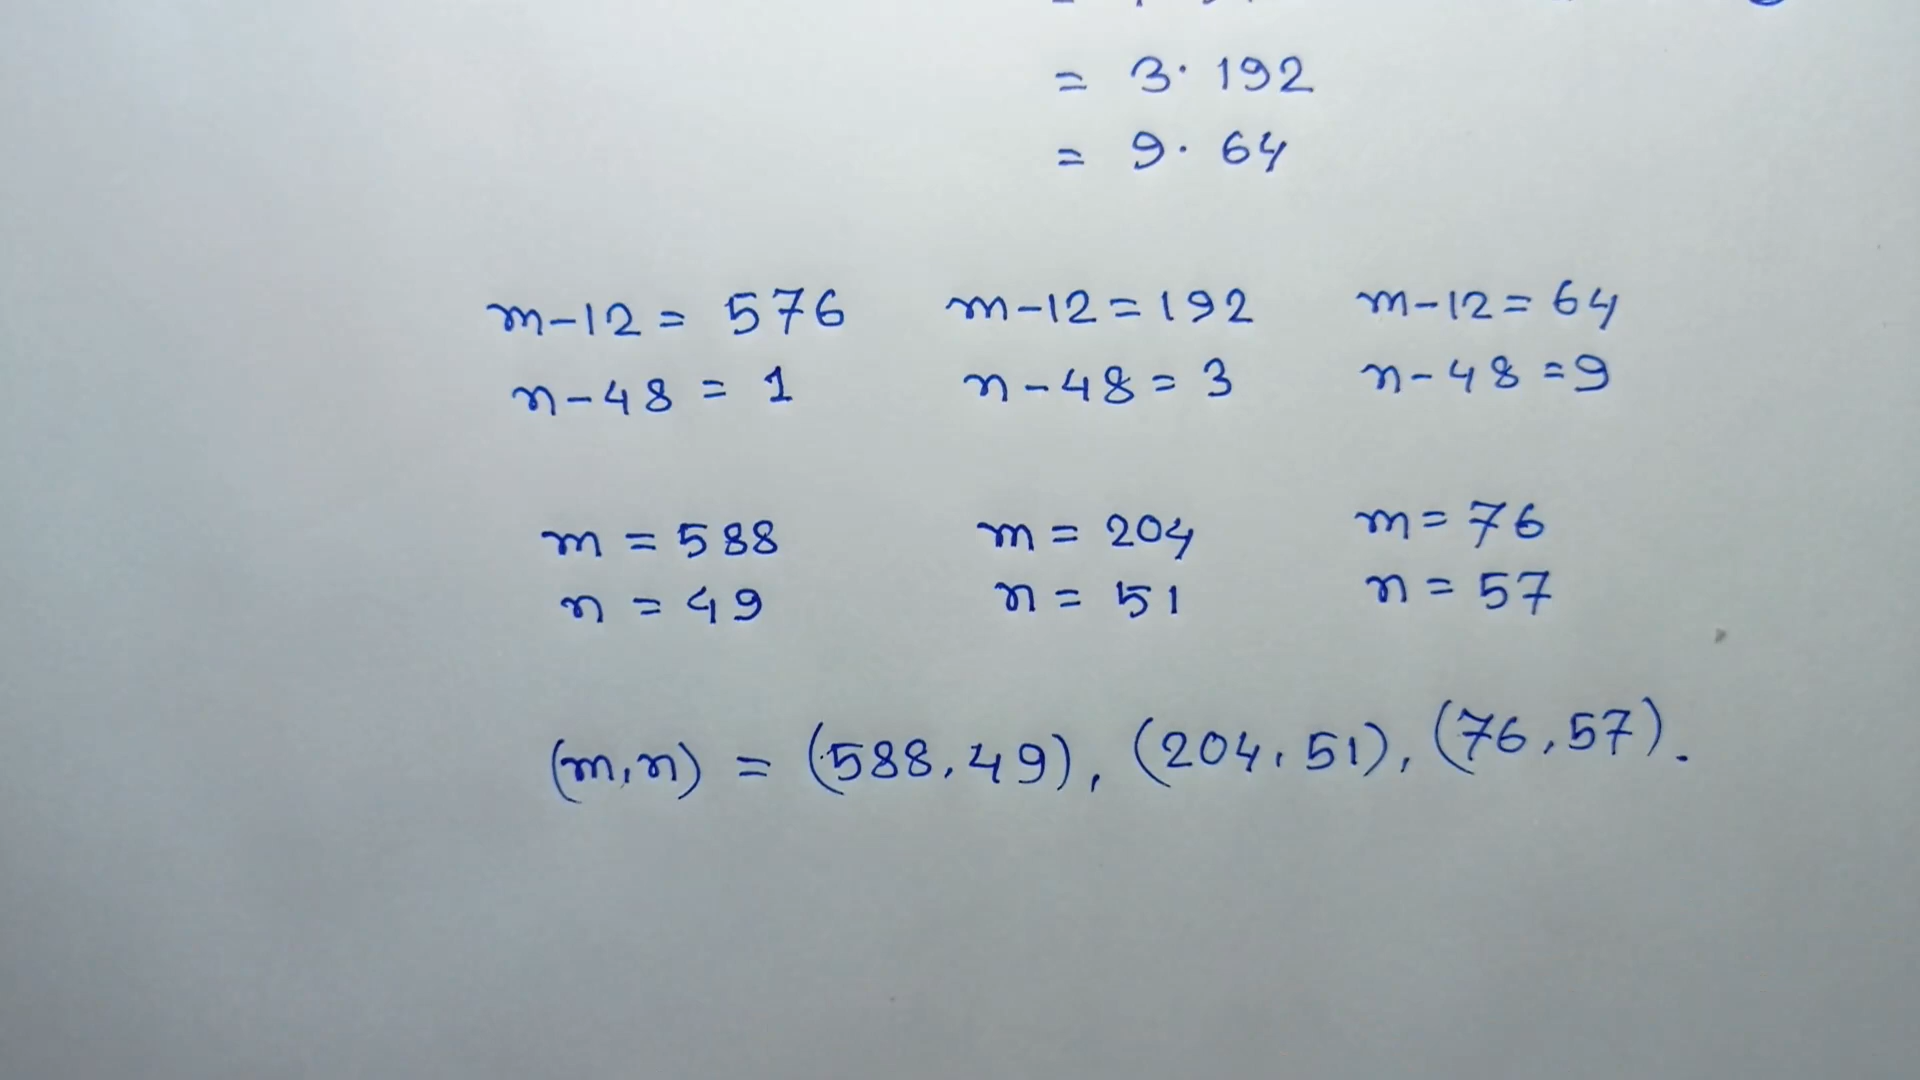 = 3· 192
= 9· 64
m-12 = 576 m-12=192 m-12=64
n-48 = 1 n-48=3 n-48=9
m = 588 m = 204 m=76
n = 49 n = 51 n = 57
(m,n) = (588,49), (204,51), (76,57).